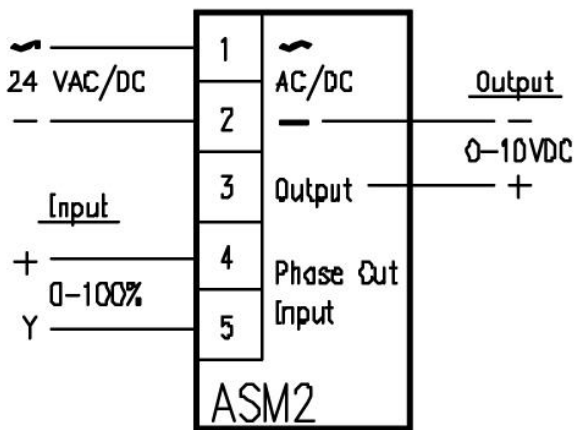 ~
24 VAC/DC
−
Input
+
0-100%
Y
1
2
3
4
5
~
AC/DC
−
Output
Phase Cut
Input
ASM2
Output
−
0-10VDC
+